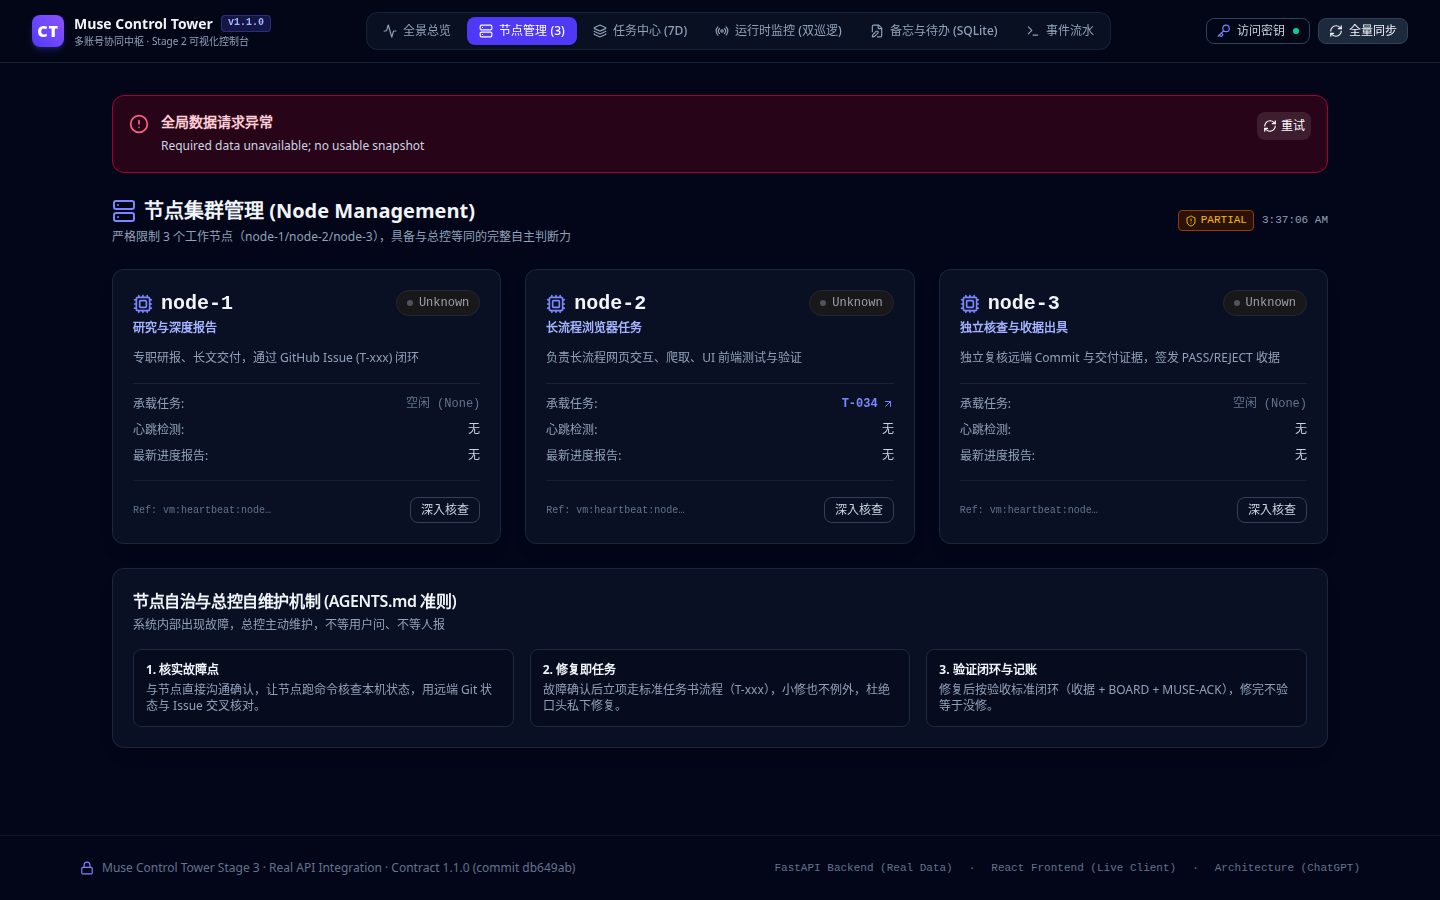 CT
Muse Control Tower v1.1.0
多账号协同中枢 · Stage 2 可视化控制台
全景总览
节点管理 (3)
任务中心 (7D)
运行时监控 (双巡逻)
备忘与待办 (SQLite)
事件流水
访问密钥
全量同步
全局数据请求异常
Required data unavailable; no usable snapshot
重试
节点集群管理 (Node Management)
严格限制 3 个工作节点（node-1/node-2/node-3），具备与总控等同的完整自主判断力
PARTIAL
3:37:06 AM
node-1
Unknown
研究与深度报告
专职研报、长文交付，通过 GitHub Issue (T-xxx) 闭环
承载任务:
空闲 (None)
心跳检测:
无
最新进度报告:
无
Ref: vm:heartbeat:node…
深入核查
node-2
Unknown
长流程浏览器任务
负责长流程网页交互、爬取、UI 前端测试与验证
承载任务:
T-034
心跳检测:
无
最新进度报告:
无
Ref: vm:heartbeat:node…
深入核查
node-3
Unknown
独立核查与收据出具
独立复核远端 Commit 与交付证据，签发 PASS/REJECT 收据
承载任务:
空闲 (None)
心跳检测:
无
最新进度报告:
无
Ref: vm:heartbeat:node…
深入核查
节点自治与总控自维护机制 (AGENTS.md 准则)
系统内部出现故障，总控主动维护，不等用户问、不等人报
1. 核实故障点
与节点直接沟通确认，让节点跑命令核查本机状态，用远端 Git 状
态与 Issue 交叉核对。
2. 修复即任务
故障确认后立项走标准任务书流程（T-xxx），小修也不例外，杜绝
口头私下修复。
3. 验证闭环与记账
修复后按验收标准闭环（收据 + BOARD + MUSE-ACK），修完不验
等于没修。
Muse Control Tower Stage 3 · Real API Integration · Contract 1.1.0 (commit db649ab)
FastAPI Backend (Real Data) · React Frontend (Live Client) · Architecture (ChatGPT)